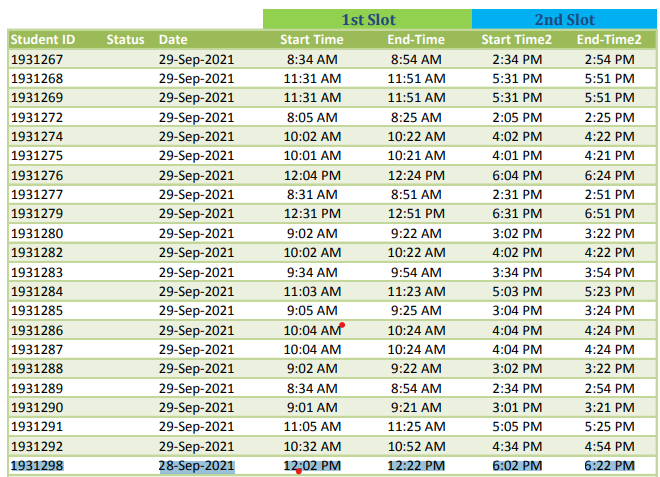 1st Slot 2nd Slot
Student ID Status Date Start Time End-Time Start Time2 End-Time2
1931267 29-Sep-2021 8:34 AM 8:54 AM 2:34 PM 2:54 PM
1931268 29-Sep-2021 11:31 AM 11:51 AM 5:31 PM 5:51 PM
1931269 29-Sep-2021 11:31 AM 11:51 AM 5:31 PM 5:51 PM
1931272 29-Sep-2021 8:05 AM 8:25 AM 2:05 PM 2:25 PM
1931274 29-Sep-2021 10:02 AM 10:22 AM 4:02 PM 4:22 PM
1931275 29-Sep-2021 10:01 AM 10:21 AM 4:01 PM 4:21 PM
1931276 29-Sep-2021 12:04 PM 12:24 PM 6:04 PM 6:24 PM
1931277 29-Sep-2021 8:31 AM 8:51 AM 2:31 PM 2:51 PM
1931279 29-Sep-2021 12:31 PM 12:51 PM 6:31 PM 6:51 PM
1931280 29-Sep-2021 9:02 AM 9:22 AM 3:02 PM 3:22 PM
1931282 29-Sep-2021 10:02 AM 10:22 AM 4:02 PM 4:22 PM
1931283 29-Sep-2021 9:34 AM 9:54 AM 3:34 PM 3:54 PM
1931284 29-Sep-2021 11:03 AM 11:23 AM 5:03 PM 5:23 PM
1931285 29-Sep-2021 9:05 AM 9:25 AM 3:04 PM 3:24 PM
1931286 29-Sep-2021 10:04 AM 10:24 AM 4:04 PM 4:24 PM
1931287 29-Sep-2021 10:04 AM 10:24 AM 4:04 PM 4:24 PM
1931288 29-Sep-2021 9:02 AM 9:22 AM 3:02 PM 3:22 PM
1931289 29-Sep-2021 8:34 AM 8:54 AM 2:34 PM 2:54 PM
1931290 29-Sep-2021 9:01 AM 9:21 AM 3:01 PM 3:21 PM
1931291 29-Sep-2021 11:05 AM 11:25 AM 5:05 PM 5:25 PM
1931292 29-Sep-2021 10:32 AM 10:52 AM 4:34 PM 4:54 PM
1931298 28-Sep-2021 12:02 PM 12:22 PM 6:02 PM 6:22 PM